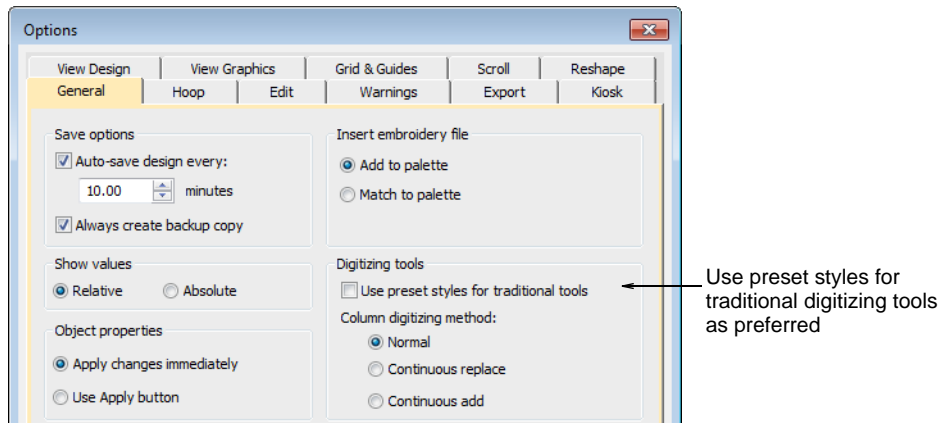 Options
View Design
View Graphics
Grid & Guides
Scroll
Reshape
General
Hoop
Edit
Warnings
Export
Kiosk
Save options
Auto-save design every:
10.00 minutes
Always create backup copy
Insert embroidery file
Add to palette
Match to palette
Show values
Relative
Absolute
Object properties
Apply changes immediately
Use Apply button
Digitizing tools
Use preset styles for traditional tools
Column digitizing method:
Normal
Continuous replace
Continuous add
Use preset styles for
traditional digitizing tools
as preferred